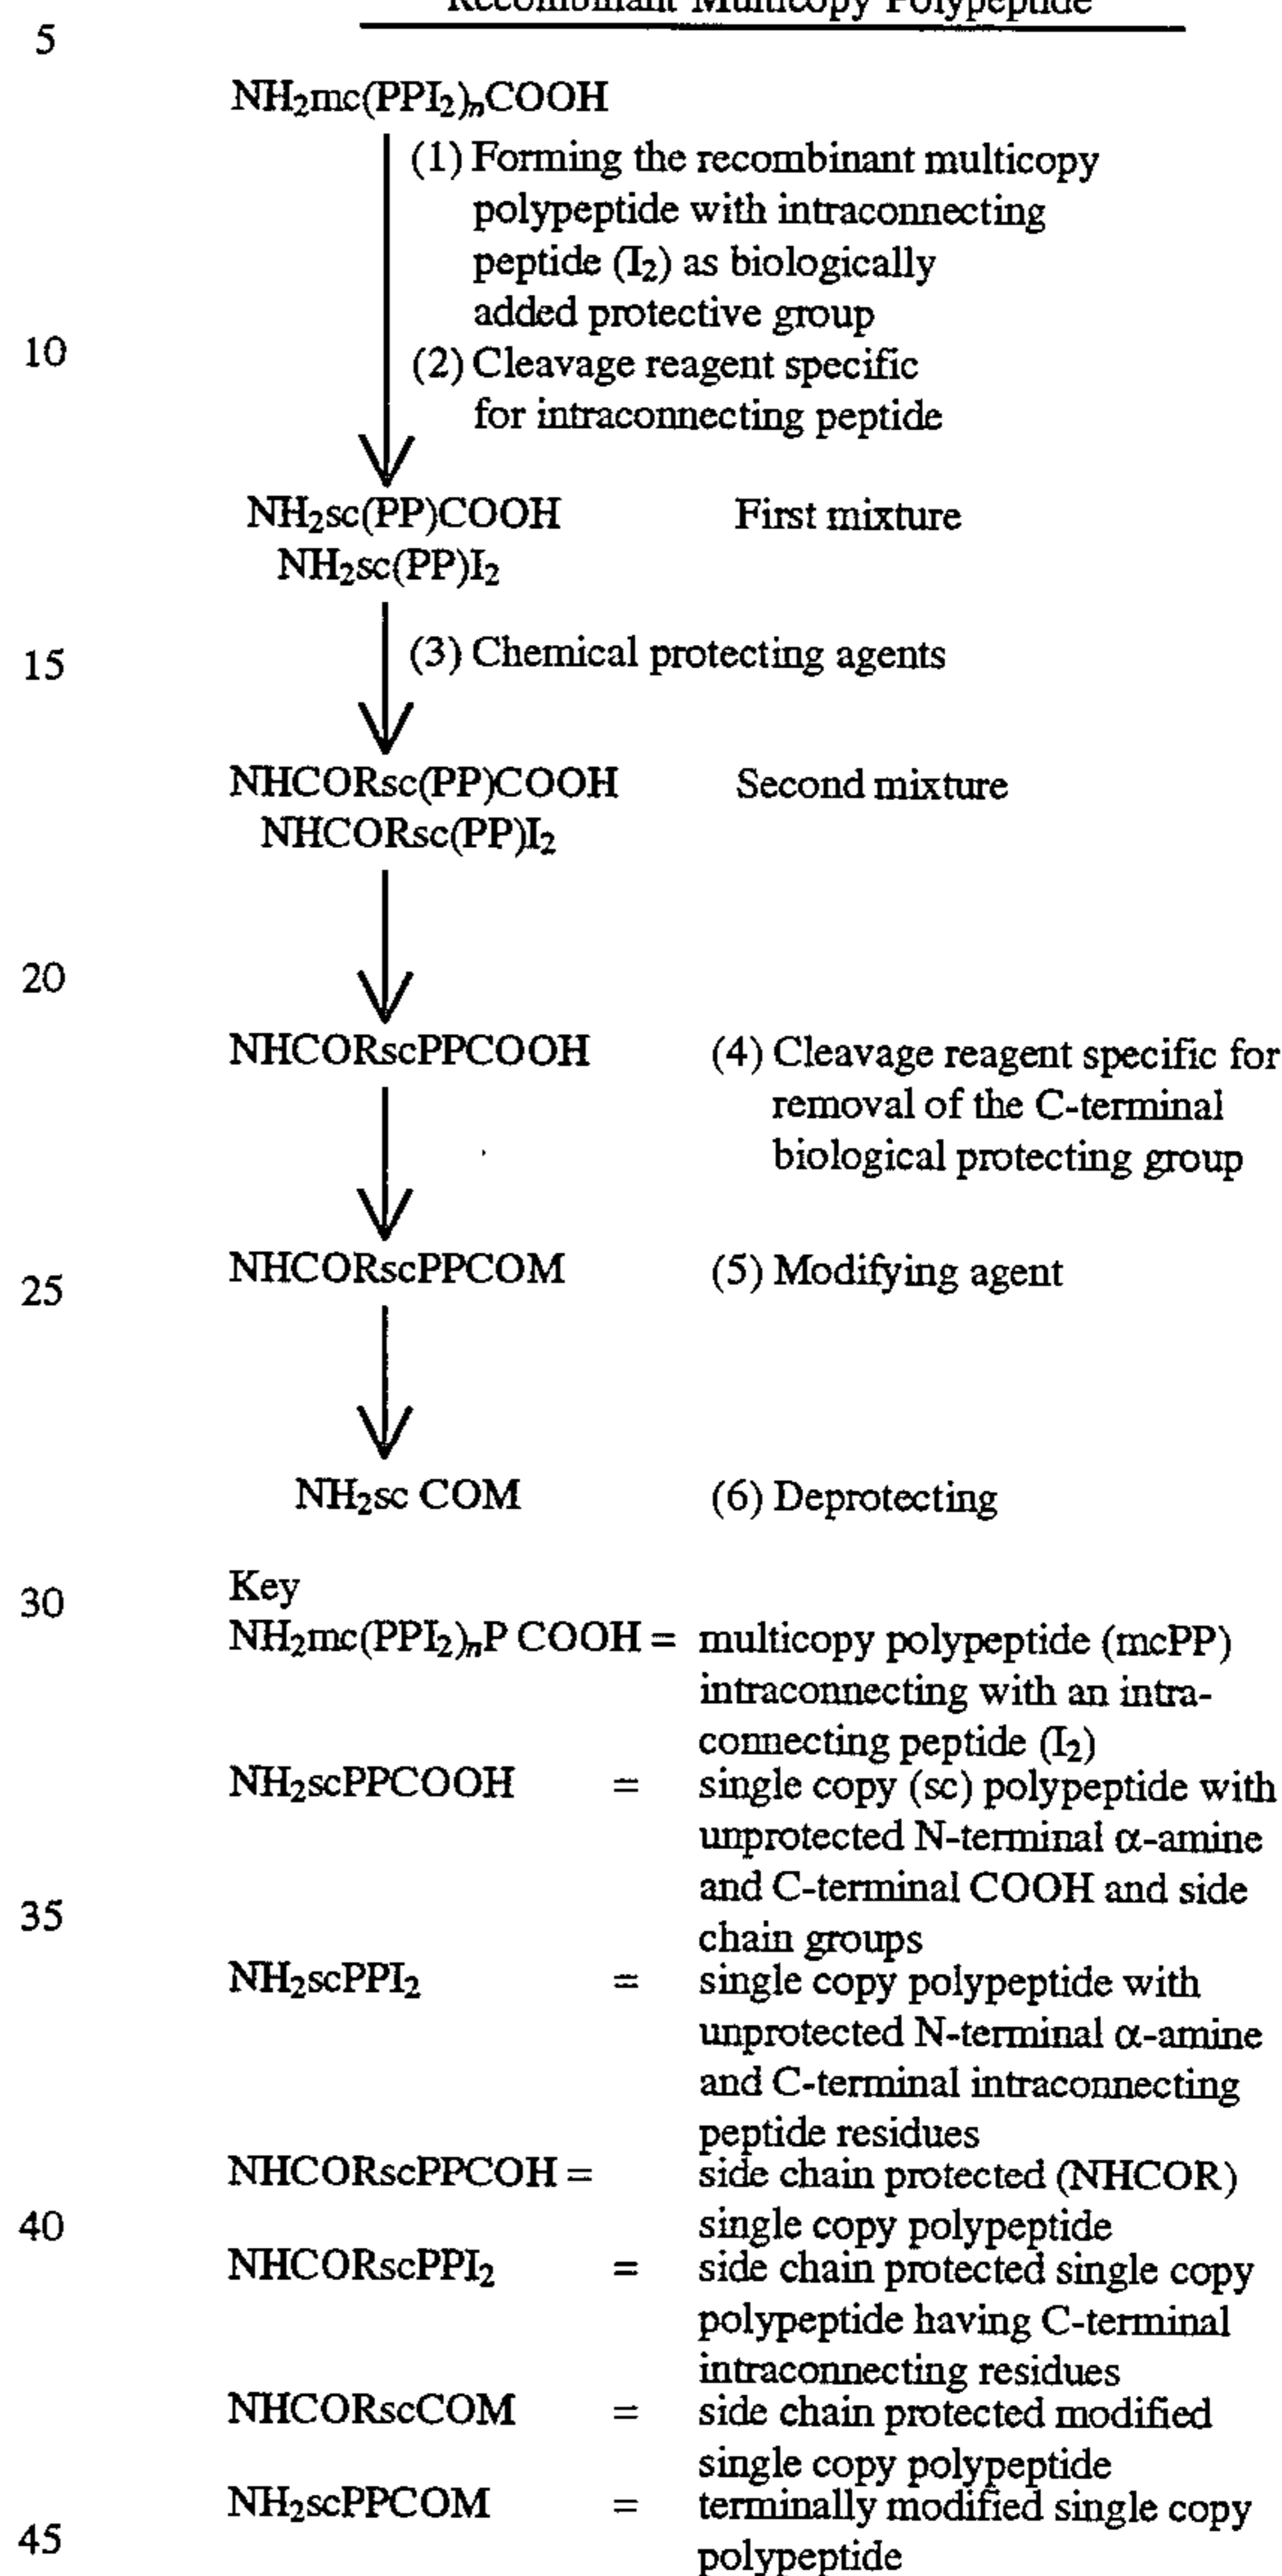 Recombinant Multicopy Polypeptide
5
NH₂mc(PPI₂)ₙCOOH
(1) Forming the recombinant multicopy
polypeptide with intraconnecting
peptide (I₂) as biologically
added protective group
10
(2) Cleavage reagent specific
for intraconnecting peptide
NH₂sc(PP)COOH First mixture
NH₂sc(PP)I₂
15
(3) Chemical protecting agents
NHCORsc(PP)COOH Second mixture
NHCORsc(PP)I₂
20
NHCORscPPCOOH (4) Cleavage reagent specific for
removal of the C-terminal
biological protecting group
25
NHCORscPPCOM (5) Modifying agent
NH₂sc COM (6) Deprotecting
30
Key
NH₂mc(PPI₂)ₙP COOH = multicopy polypeptide (mcPP)
intraconnecting with an intra-
connecting peptide (I₂)
NH₂scPPCOOH = single copy (sc) polypeptide with
unprotected N-terminal α-amine
35
and C-terminal COOH and side
chain groups
NH₂scPPI₂ = single copy polypeptide with
unprotected N-terminal α-amine
and C-terminal intraconnecting
peptide residues
NHCORscPPCOH = side chain protected (NHCOR)
40
single copy polypeptide
NHCORscPPI₂ = side chain protected single copy
polypeptide having C-terminal
intraconnecting residues
NHCORscCOM = side chain protected modified
single copy polypeptide
NH₂scPPCOM = terminally modified single copy
45
polypeptide